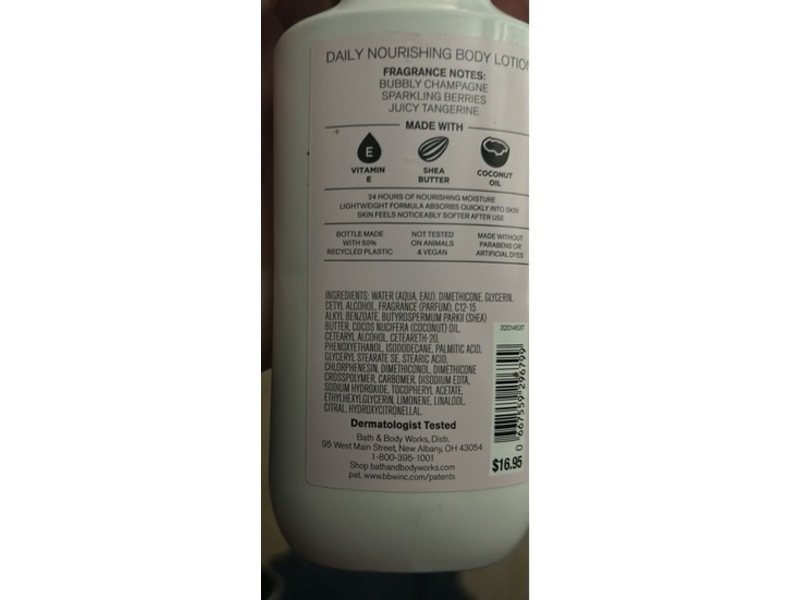 DAILY NOURISHING BODY LOTION
FRAGRANCE NOTES:
BUBBLY CHAMPAGNE
SPARKLING BERRIES
JUICY TANGERINE
MADE WITH
E
VITAMIN
E
SHEA
BUTTER
COCONUT
OIL
24 HOURS OF NOURISHING MOISTURE
LIGHTWEIGHT FORMULA ABSORBS QUICKLY INTO SKIN
SKIN FEELS NOTICEABLY SOFTER AFTER USE
BOTTLE MADE
WITH 50%
RECYCLED PLASTIC
NOT TESTED
ON ANIMALS
& VEGAN
MADE WITHOUT
PARABENS OR
ARTIFICIAL DYES
INGREDIENTS: WATER (AQUA, EAU), DIMETHICONE, GLYCERIN,
CETYL ALCOHOL, FRAGRANCE (PARFUM), C12-15
ALKYL BENZOATE, BUTYROSPERMUM PARKII (SHEA)
BUTTER, COCOS NUCIFERA (COCONUT) OIL,
CETEARYL ALCOHOL, CETEARETH-20,
PHENOXYETHANOL, ISODODECANE, PALMITIC ACID,
GLYCERYL STEARATE SE, STEARIC ACID,
CHLORPHENESIN, DIMETHICONOL, DIMETHICONE
CROSSPOLYMER, CARBOMER, DISODIUM EDTA,
SODIUM HYDROXIDE, TOCOPHERYL ACETATE,
ETHYLHEXYLGLYCERIN, LIMONENE, LINALOOL,
CITRAL, HYDROXYCITRONELLAL.
Dermatologist Tested
Bath & Body Works, Distr.
95 West Main Street, New Albany, OH 43054
1-800-395-1001
Shop bathandbodyworks.com
pat. www.bbwinc.com/patents
32014537
0 667559 296799
$16.95